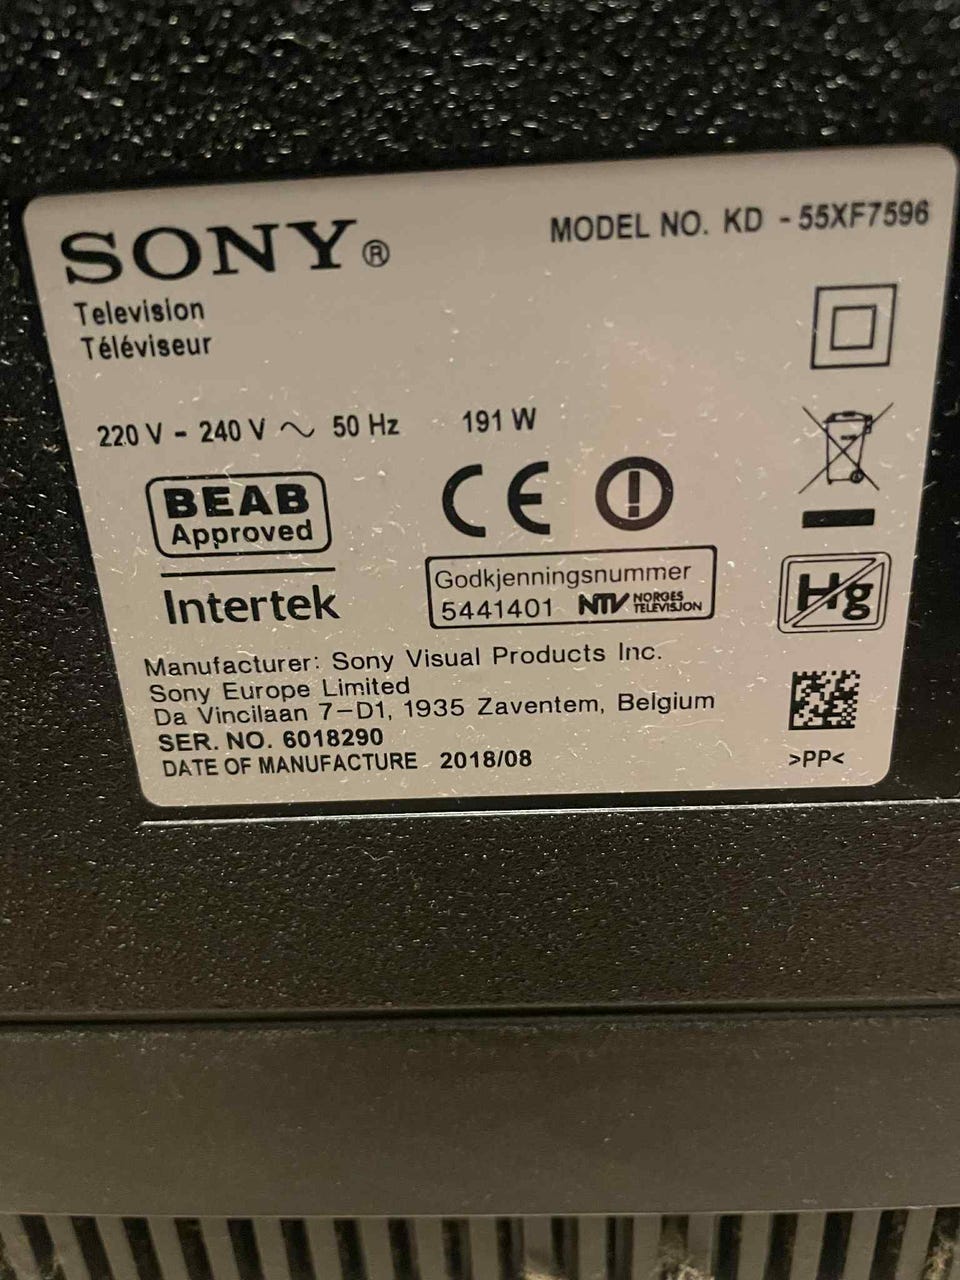 SONY®
MODEL NO. KD - 55XF7596
Television
Téléviseur
220 V - 240 V ~ 50 Hz 191 W
BEAB
Approved
Intertek
CE
Godkjenningsnummer
5441401 NTV NORGES TELEVISJON
Hg
Manufacturer: Sony Visual Products Inc.
Sony Europe Limited
Da Vincilaan 7-D1, 1935 Zaventem, Belgium
SER. NO. 6018290
DATE OF MANUFACTURE 2018/08
>PP<